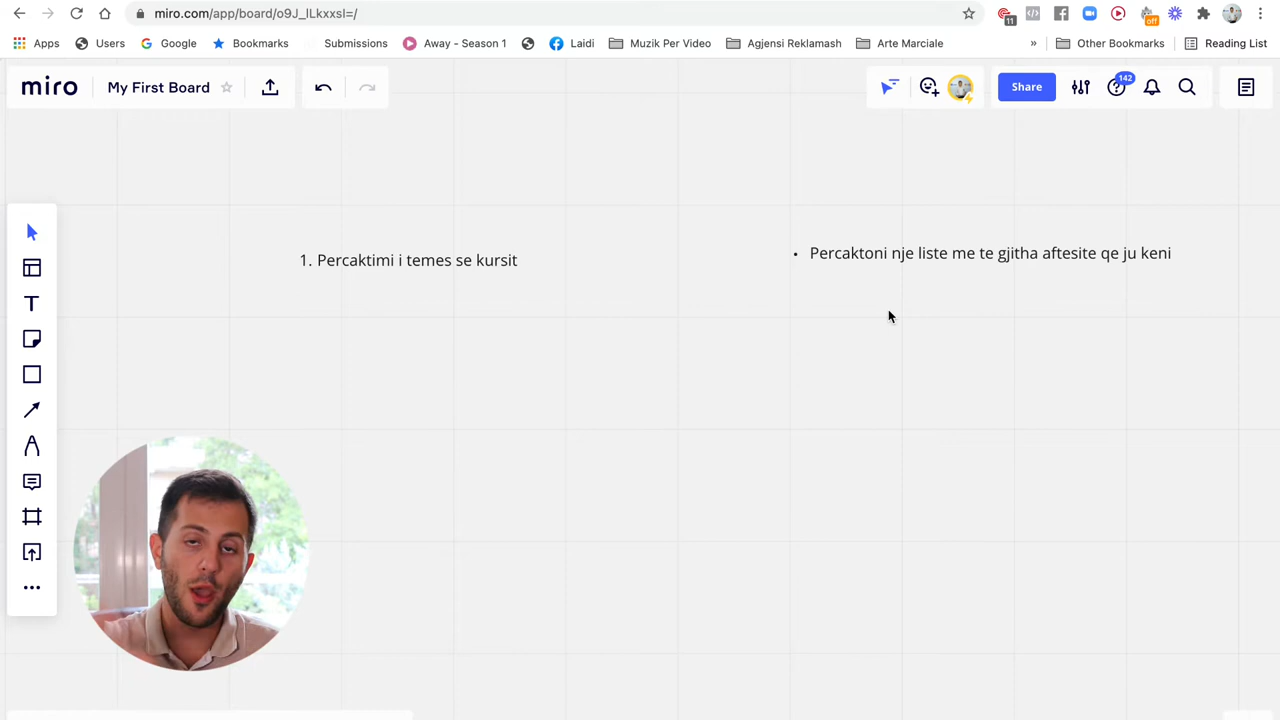 miro.com/app/board/o9J_lLkxxsI=/
11
off
Apps
Users
Google
Bookmarks
Submissions
Away - Season 1
Laidi
Muzik Per Video
Agjensi Reklamash
Arte Marciale
»
Other Bookmarks
Reading List
miro
My First Board
Share
142
1. Percaktimi i temes se kursit
• Percaktoni nje liste me te gjitha aftesite qe ju keni